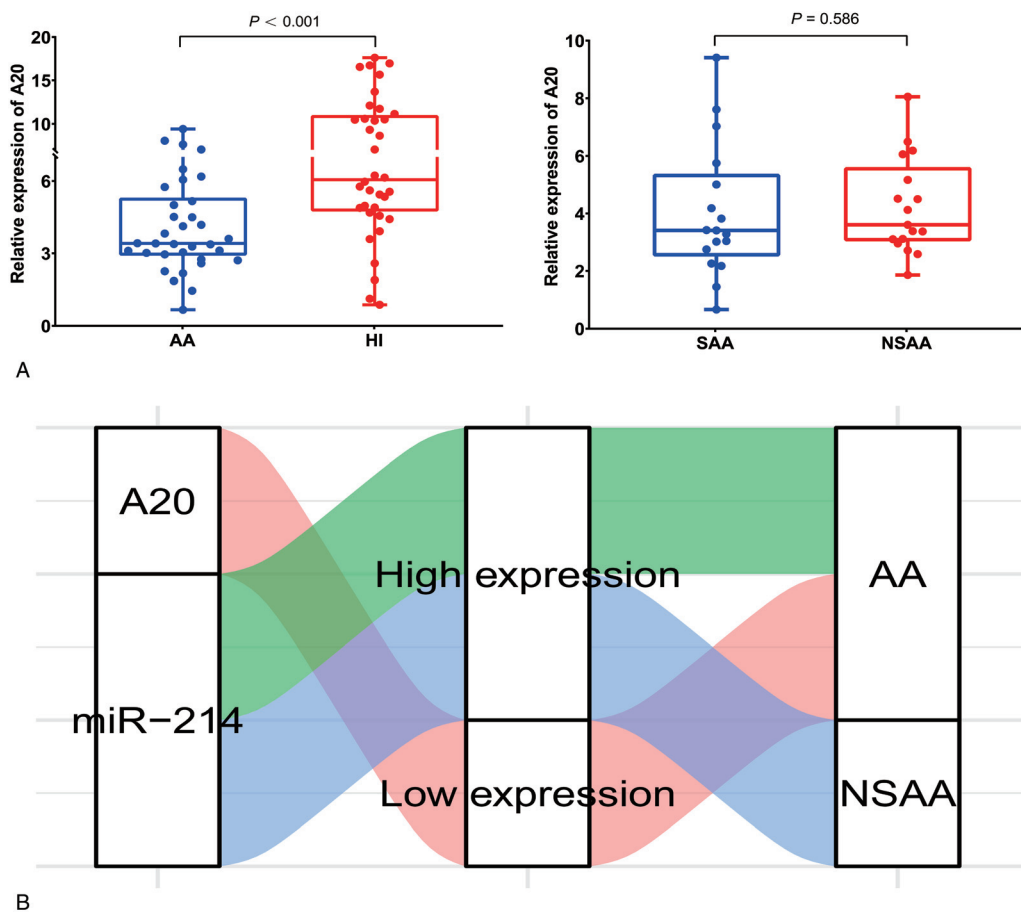 P < 0.001
Relative expression of A20
20
15
10
6
3
0
AA
HI
P = 0.586
Relative expression of A20
10
8
6
4
2
0
SAA
NSAA
A
A20
miR−214
High expression
Low expression
AA
NSAA
B